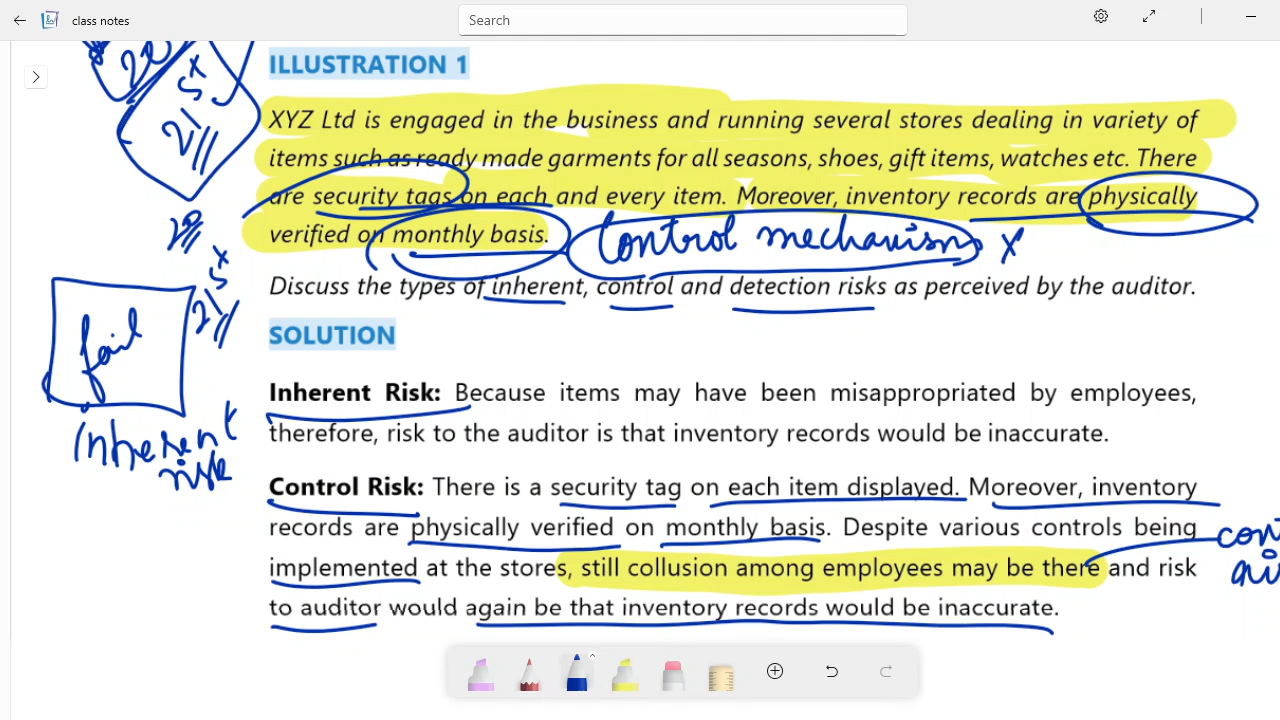 class notes
Search
ILLUSTRATION 1
XYZ Ltd is engaged in the business and running several stores dealing in variety of
items such as ready made garments for all seasons, shoes, gift items, watches etc. There
are security tags on each and every item. Moreover, inventory records are physically
verified on monthly basis.
Control mechanism x
Discuss the types of inherent, control and detection risks as perceived by the auditor.
SOLUTION
fail
Inherent
risk
Inherent Risk: Because items may have been misappropriated by employees,
therefore, risk to the auditor is that inventory records would be inaccurate.
Control Risk: There is a security tag on each item displayed. Moreover, inventory
records are physically verified on monthly basis. Despite various controls being
implemented at the stores, still collusion among employees may be there and risk
to auditor would again be that inventory records would be inaccurate.